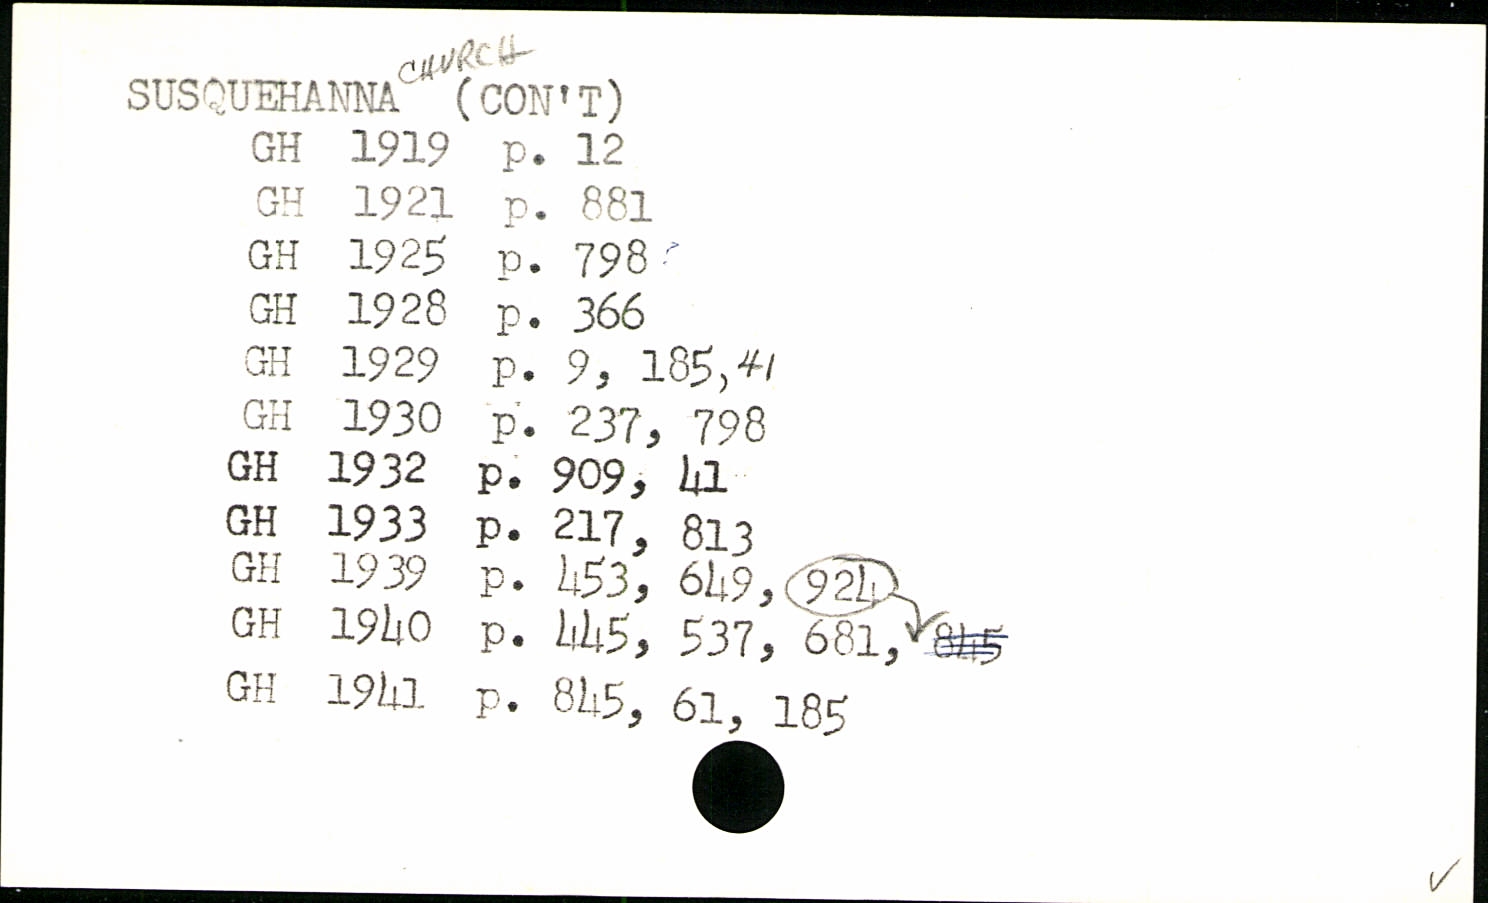 SUSQUEHANNA CHURCH (CON'T)
GH 1919 p. 12
GH 1921 p. 881
GH 1925 p. 798 ?
GH 1928 p. 366
GH 1929 p. 9, 185, 41
GH 1930 p. 237, 798
GH 1932 p. 909, 41
GH 1933 p. 217, 813
GH 1939 p. 453, 649, 924
GH 1940 p. 445, 537, 681, 845
GH 1941 p. 845, 61, 185